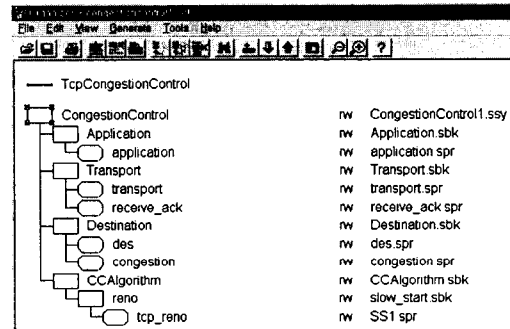 File Edit View Generate Tools Help
?
TcpCongestionControl
CongestionControl rw CongestionControl1.ssy
Application rw Application.sbk
application rw application.spr
Transport rw Transport.sbk
transport rw transport.spr
receive_ack rw receive_ack.spr
Destination rw Destination.sbk
des rw des.spr
congestion rw congestion.spr
CCAlgorithm rw CCAlgorithm.sbk
reno rw slow_start.sbk
tcp_reno rw SS1.spr